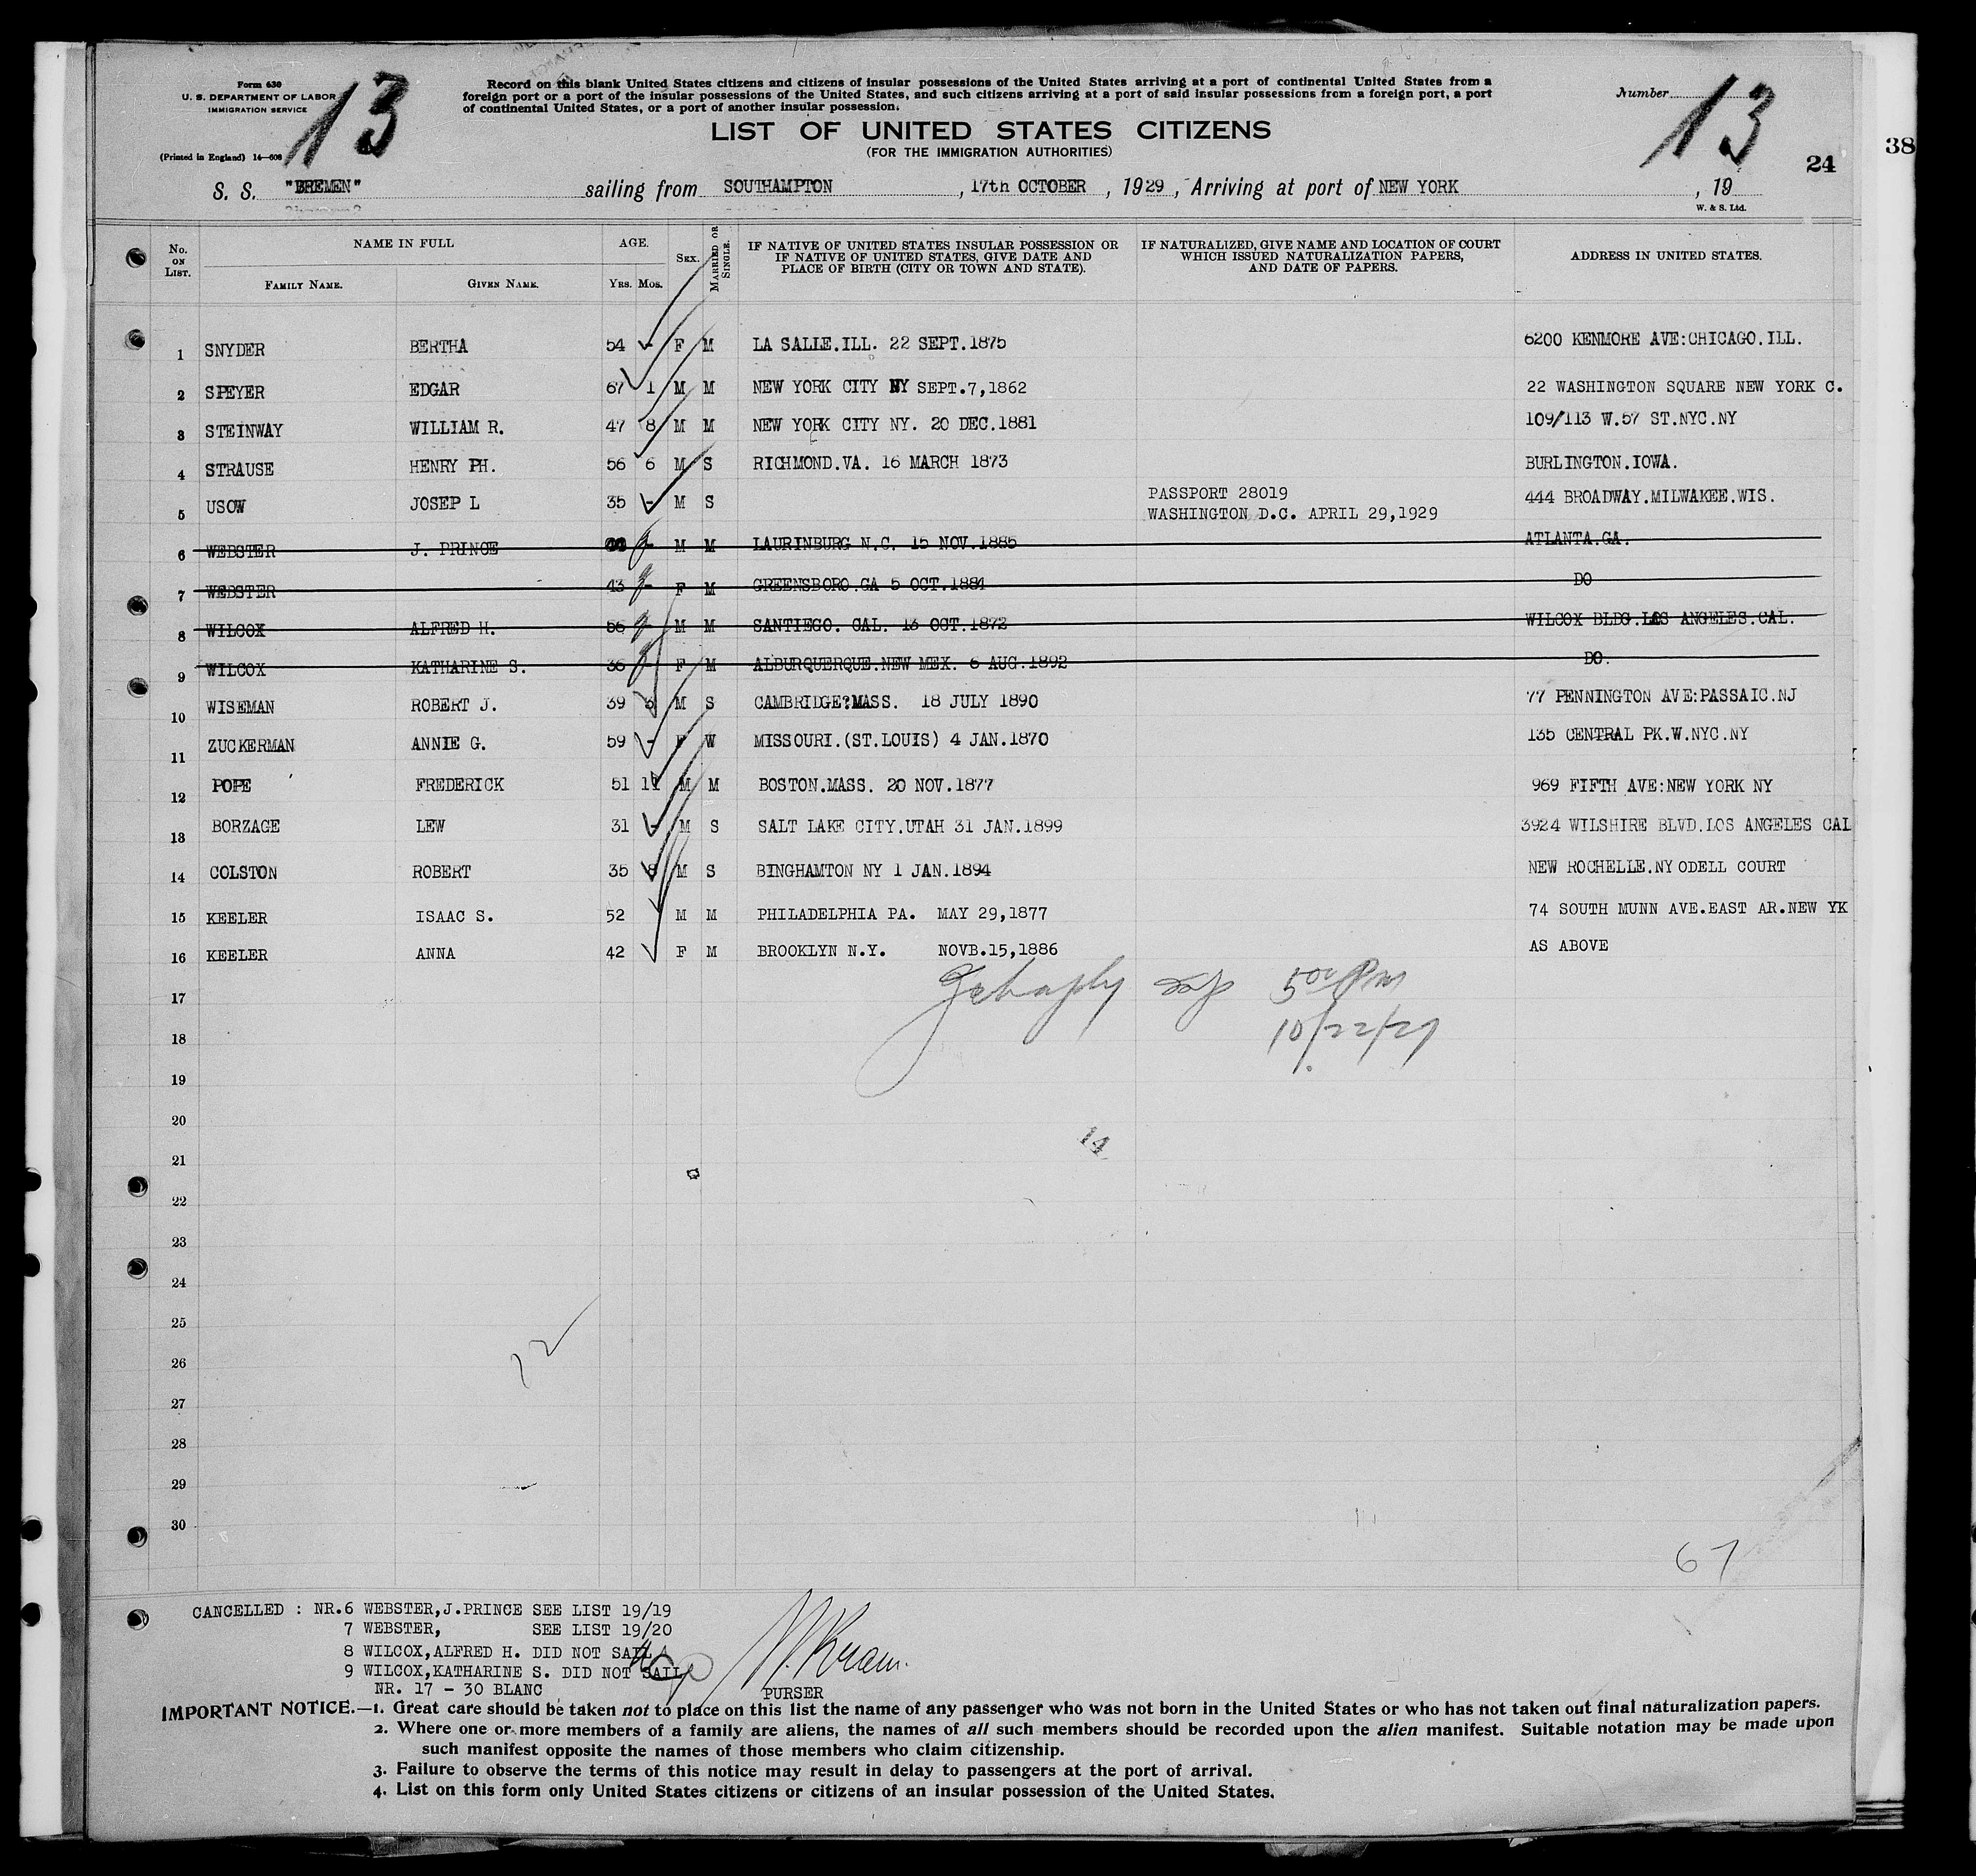 Form 630
U. S. DEPARTMENT OF LABOR
IMMIGRATION SERVICE
(Printed in England) 14—608
13
Record on this blank United States citizens and citizens of insular possessions of the United States arriving at a port of continental United States from a
foreign port or a port of the insular possessions of the United States, and such citizens arriving at a port of said insular possessions from a foreign port, a port
of continental United States, or a port of another insular possession.
LIST OF UNITED STATES CITIZENS
(FOR THE IMMIGRATION AUTHORITIES)
Number 13
24
38
S. S. "BREMEN" sailing from SOUTHAMPTON, 17th OCTOBER, 1929, Arriving at port of NEW YORK, 19
W. & S. Ltd.
No. ON LIST. NAME IN FULL FAMILY NAME. GIVEN NAME. AGE. YRS. MOS. SEX. MARRIED OR SINGLE. IF NATIVE OF UNITED STATES INSULAR POSSESSION OR IF NATIVE OF UNITED STATES, GIVE DATE AND PLACE OF BIRTH (CITY OR TOWN AND STATE). IF NATURALIZED, GIVE NAME AND LOCATION OF COURT WHICH ISSUED NATURALIZATION PAPERS, AND DATE OF PAPERS. ADDRESS IN UNITED STATES.
1 SNYDER BERTHA 54 - F M LA SALLE.ILL. 22 SEPT.1875 6200 KENMORE AVE:CHICAGO.ILL.
2 SPEYER EDGAR 67 1 M M NEW YORK CITY NY SEPT.7,1862 22 WASHINGTON SQUARE NEW YORK C.
3 STEINWAY WILLIAM R. 47 8 M M NEW YORK CITY NY. 20 DEC.1881 109/113 W.57 ST.NYC.NY
4 STRAUSE HENRY PH. 56 6 M S RICHMOND.VA. 16 MARCH 1873 BURLINGTON.IOWA.
5 USOW JOSEP L 35 - M S PASSPORT 28019 WASHINGTON D.C. APRIL 29,1929 444 BROADWAY.MILWAKEE.WIS.
6 WEBSTER J. PRINCE - M M LAURINBURG N.C. 15 NOV.1885 ATLANTA.GA.
7 WEBSTER 43 - F M GREENSBORO.GA 5 OCT.1884 DO
8 WILCOX ALFRED H. 56 - M M SANTIEGO. CAL. 13 OCT.1872 WILCOX BLDG.LOS ANGELES.CAL.
9 WILCOX KATHARINE S. 36 - F M ALBURQUERQUE.NEW MEX. 6 AUG.1892 DO.
10 WISEMAN ROBERT J. 39 3 M S CAMBRIDGE?MASS. 18 JULY 1890 77 PENNINGTON AVE:PASSAIC.NJ
11 ZUCKERMAN ANNIE G. 59 - F W MISSOURI.(ST.LOUIS) 4 JAN.1870 135 CENTRAL PK.W.NYC.NY
12 POPE FREDERICK 51 11 M M BOSTON.MASS. 20 NOV.1877 969 FIFTH AVE:NEW YORK NY
13 BORZAGE LEW 31 - M S SALT LAKE CITY.UTAH 31 JAN.1899 3924 WILSHIRE BLVD.LOS ANGELES CAL
14 COLSTON ROBERT 35 8 M S BINGHAMTON NY 1 JAN.1894 NEW ROCHELLE.NY ODELL COURT
15 KEELER ISAAC S. 52 M M PHILADELPHIA PA. MAY 29,1877 74 SOUTH MUNN AVE.EAST AR.NEW YK
16 KEELER ANNA 42 F M BROOKLYN N.Y. NOVB.15,1886 AS ABOVE
17 5 00 Pm
18 10/22/29
19
20
14
21
22
23
24
25
26 12
27
28
29
30
67
CANCELLED : NR.6 WEBSTER,J.PRINCE SEE LIST 19/19
7 WEBSTER, SEE LIST 19/20
8 WILCOX,ALFRED H. DID NOT SAIL
9 WILCOX,KATHARINE S. DID NOT SAIL
NR. 17 - 30 BLANC
PURSER
IMPORTANT NOTICE.—1. Great care should be taken not to place on this list the name of any passenger who was not born in the United States or who has not taken out final naturalization papers.
2. Where one or more members of a family are aliens, the names of all such members should be recorded upon the alien manifest. Suitable notation may be made upon
such manifest opposite the names of those members who claim citizenship.
3. Failure to observe the terms of this notice may result in delay to passengers at the port of arrival.
4. List on this form only United States citizens or citizens of an insular possession of the United States.